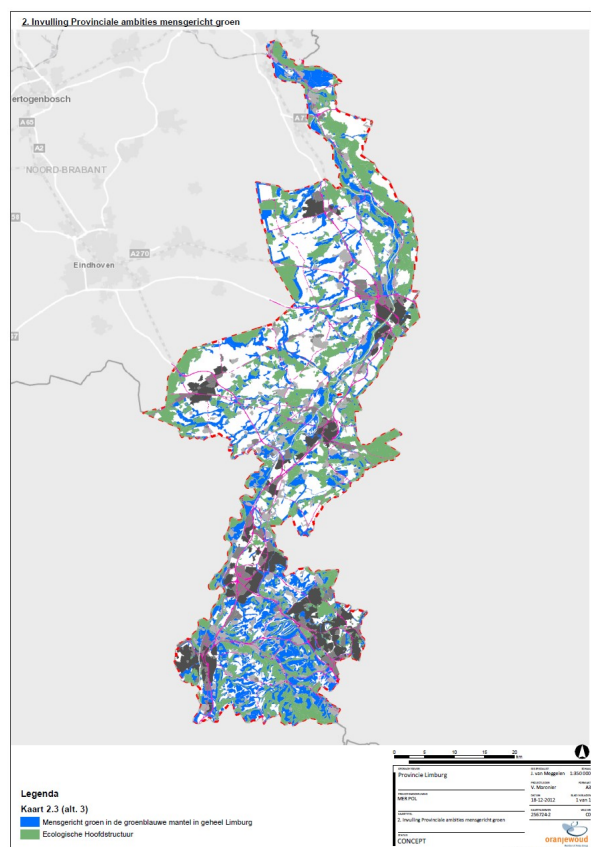 2. Invulling Provinciale ambities mensgericht groen
ertogenbosch
A59
A2
NOORD-BRABANT
A73
Eindhoven
A270
Legenda
Kaart 2.3 (alt. 3)
Mensgericht groen in de groenblauwe mantel in geheel Limburg
Ecologische Hoofdstructuur
0 5 10 15 20
Provincie Limburg
J. van Meggelen
1:350000
V. Maronier
A3
MER POL
18-12-2012
1 van 1
2. Invulling Provinciale ambities mensgericht groen
256724-2
CONCEPT
oranjewoud